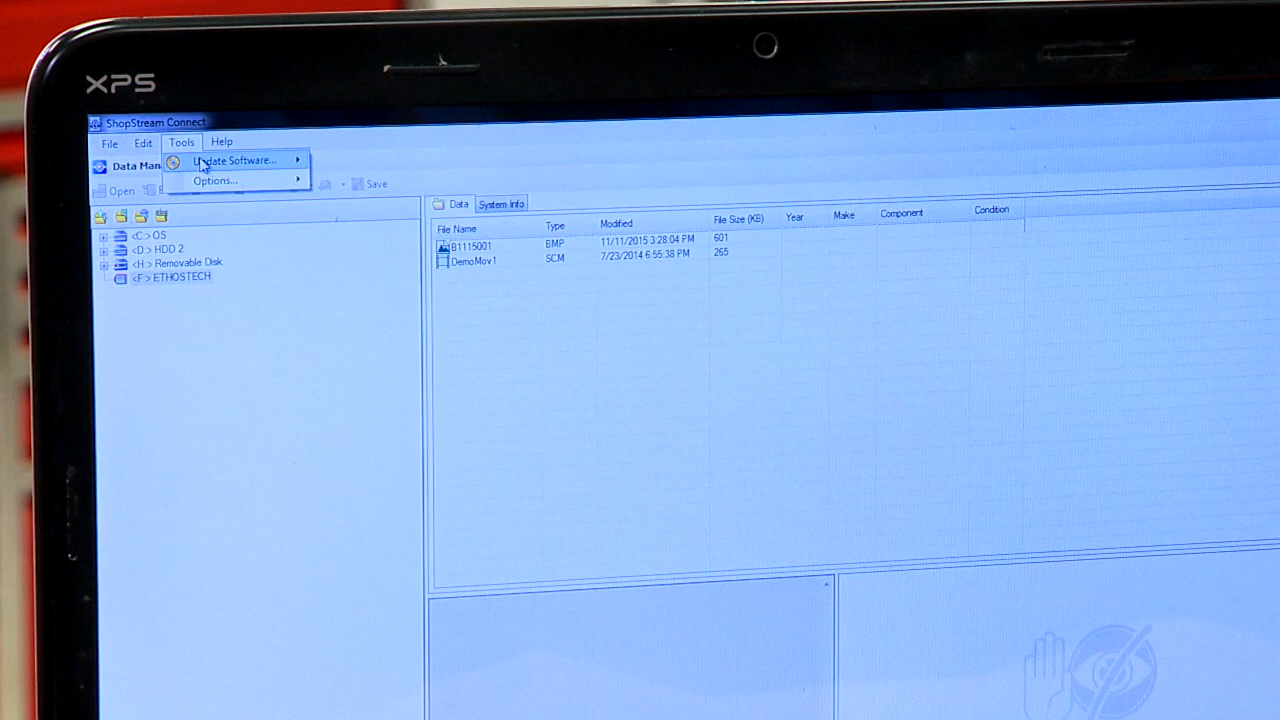 XPS
ShopStream Connect
File Edit Tools Help
Data Man
Update Software...
Open
Options...
Save
<C:> OS
<D:> HDD 2
<H:> Removable Disk
<F:> ETHOSTECH
Data System Info
File Name Type Modified File Size (KB) Year Make Component Condition
B1115001 BMP 11/11/2015 3:28:04 PM 601
DemoMov1 SCM 7/23/2014 6:55:38 PM 265